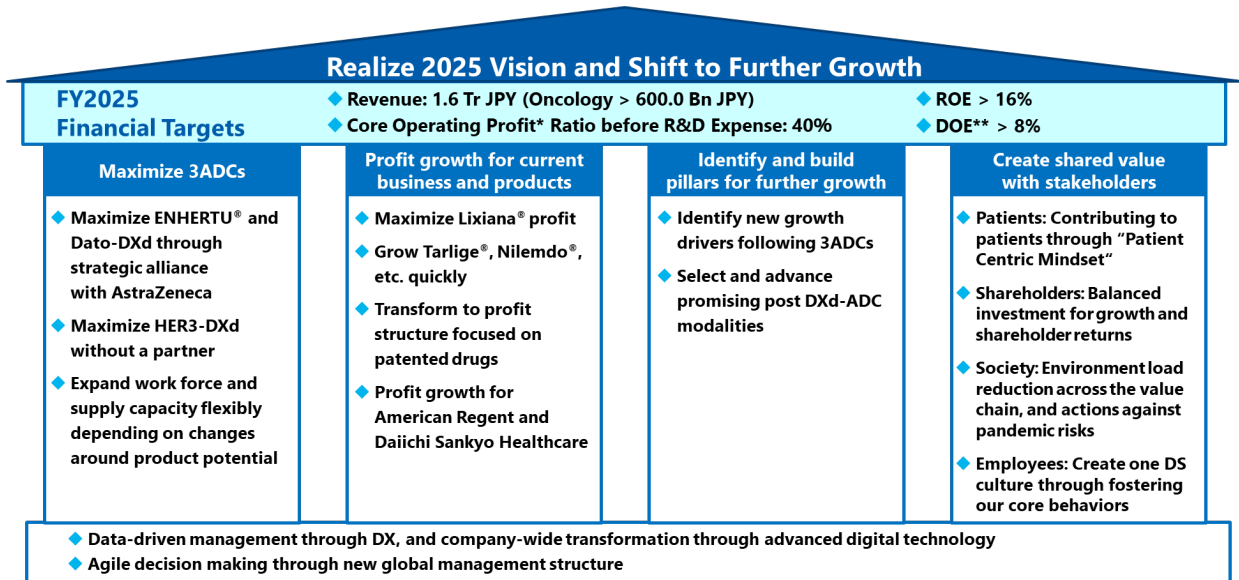 Realize 2025 Vision and Shift to Further Growth
FY2025
Financial Targets
◆ Revenue: 1.6 Tr JPY (Oncology > 600.0 Bn JPY)
◆ Core Operating Profit* Ratio before R&D Expense: 40%
◆ ROE > 16%
◆ DOE** > 8%
Maximize 3ADCs
◆ Maximize ENHERTU® and
Dato-DXd through
strategic alliance
with AstraZeneca
◆ Maximize HER3-DXd
without a partner
◆ Expand work force and
supply capacity flexibly
depending on changes
around product potential
Profit growth for current
business and products
◆ Maximize Lixiana® profit
◆ Grow Tarlige®, Nilemdo®,
etc. quickly
◆ Transform to profit
structure focused on
patented drugs
◆ Profit growth for
American Regent and
Daiichi Sankyo Healthcare
Identify and build
pillars for further growth
◆ Identify new growth
drivers following 3ADCs
◆ Select and advance
promising post DXd-ADC
modalities
Create shared value
with stakeholders
◆ Patients: Contributing to
patients through “Patient
Centric Mindset“
◆ Shareholders: Balanced
investment for growth and
shareholder returns
◆ Society: Environment load
reduction across the value
chain, and actions against
pandemic risks
◆ Employees: Create one DS
culture through fostering
our core behaviors
◆ Data-driven management through DX, and company-wide transformation through advanced digital technology
◆ Agile decision making through new global management structure